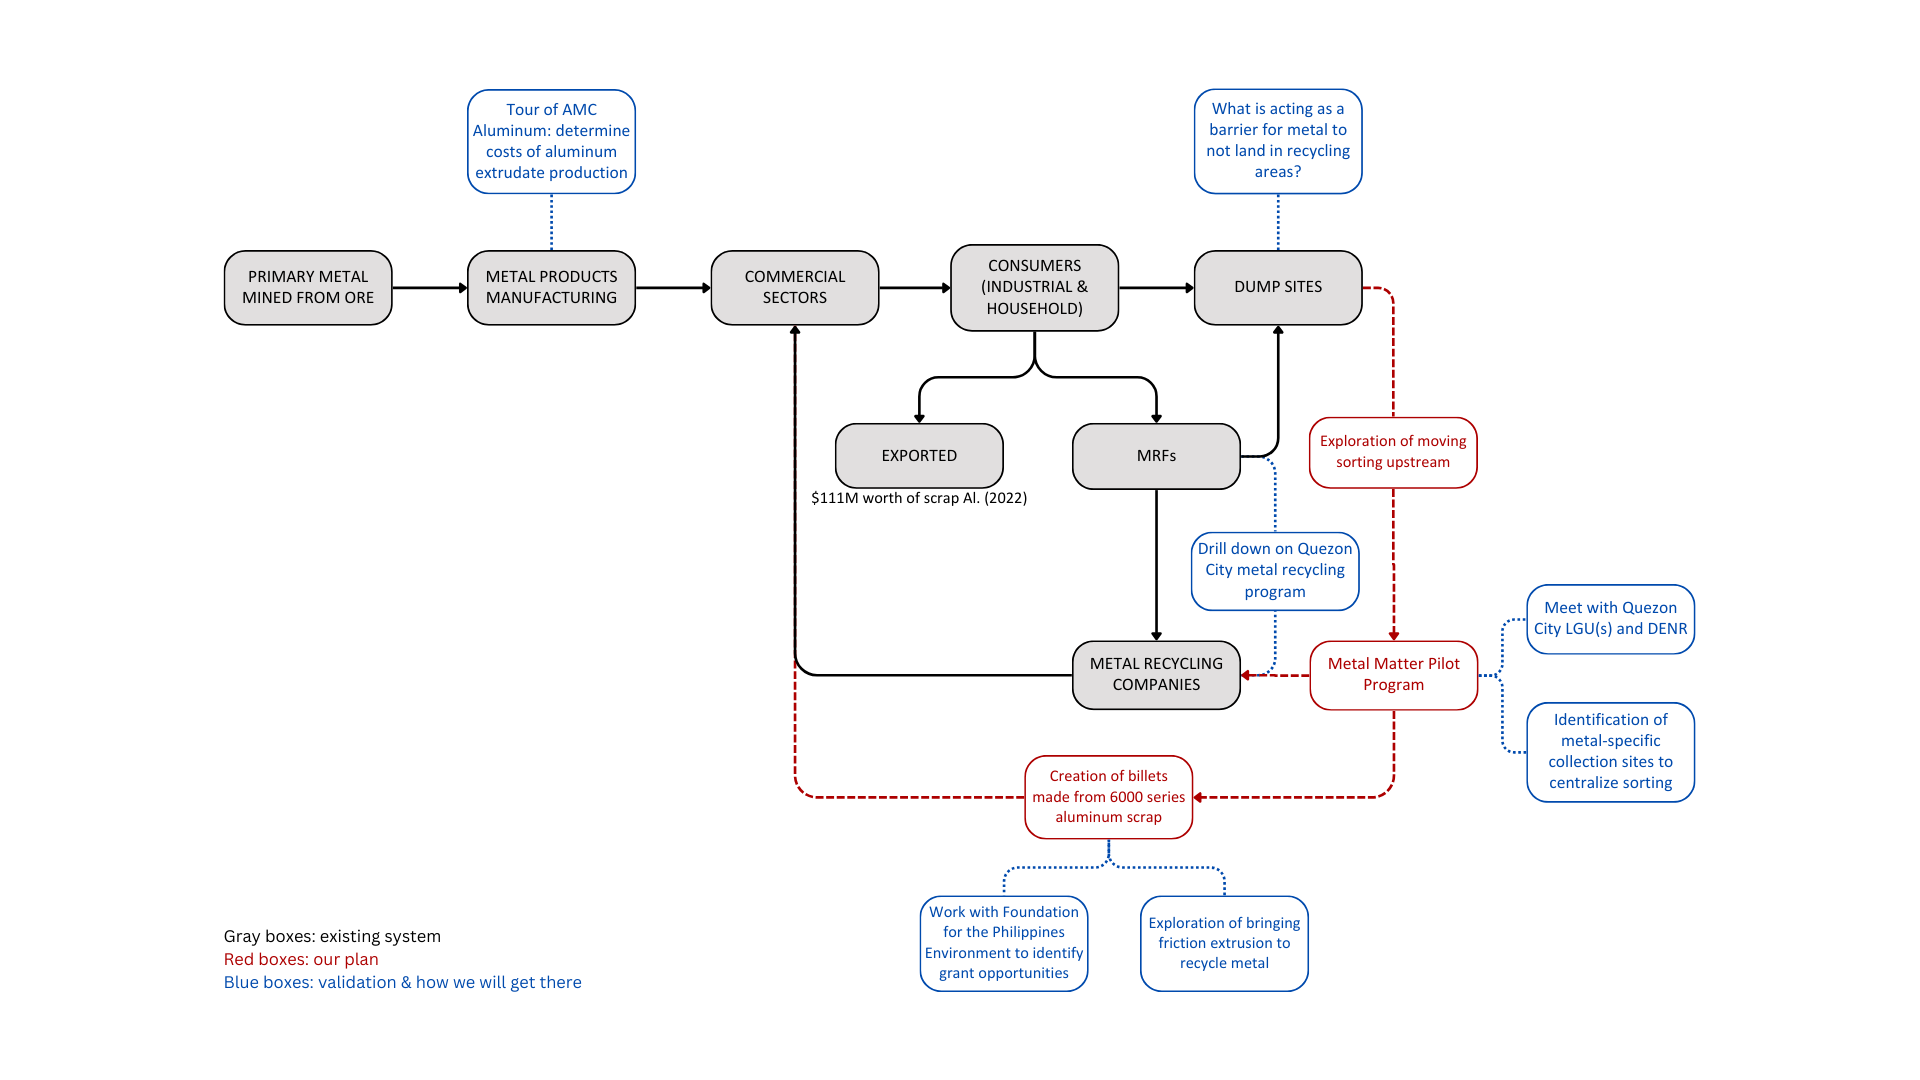 Tour of AMC
Aluminum: determine
costs of aluminum
extrudate production
What is acting as a
barrier for metal to
not land in recycling
areas?
PRIMARY METAL
MINED FROM ORE
METAL PRODUCTS
MANUFACTURING
COMMERCIAL
SECTORS
CONSUMERS
(INDUSTRIAL &
HOUSEHOLD)
DUMP SITES
EXPORTED
$111M worth of scrap Al. (2022)
MRFs
Exploration of moving
sorting upstream
Drill down on Quezon
City metal recycling
program
Meet with Quezon
City LGU(s) and DENR
METAL RECYCLING
COMPANIES
Metal Matter Pilot
Program
Identification of
metal-specific
collection sites to
centralize sorting
Creation of billets
made from 6000 series
aluminum scrap
Work with Foundation
for the Philippines
Environment to identify
grant opportunities
Exploration of bringing
friction extrusion to
recycle metal
Gray boxes: existing system
Red boxes: our plan
Blue boxes: validation & how we will get there